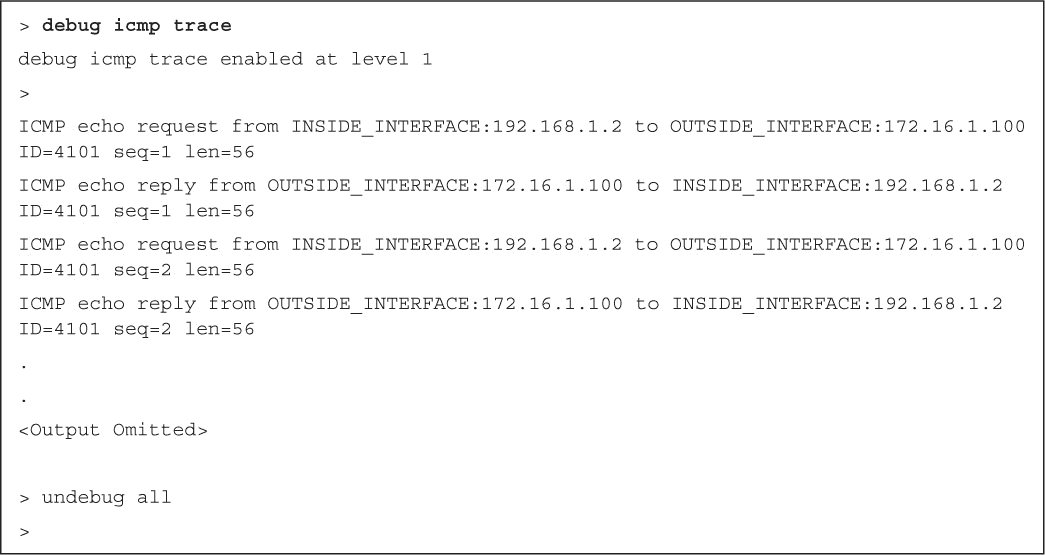 > debug icmp trace
debug icmp trace enabled at level 1
>
ICMP echo request from INSIDE_INTERFACE:192.168.1.2 to OUTSIDE_INTERFACE:172.16.1.100
ID=4101 seq=1 len=56
ICMP echo reply from OUTSIDE_INTERFACE:172.16.1.100 to INSIDE_INTERFACE:192.168.1.2
ID=4101 seq=1 len=56
ICMP echo request from INSIDE_INTERFACE:192.168.1.2 to OUTSIDE_INTERFACE:172.16.1.100
ID=4101 seq=2 len=56
ICMP echo reply from OUTSIDE_INTERFACE:172.16.1.100 to INSIDE_INTERFACE:192.168.1.2
ID=4101 seq=2 len=56
.
.
<Output Omitted>
> undebug all
>